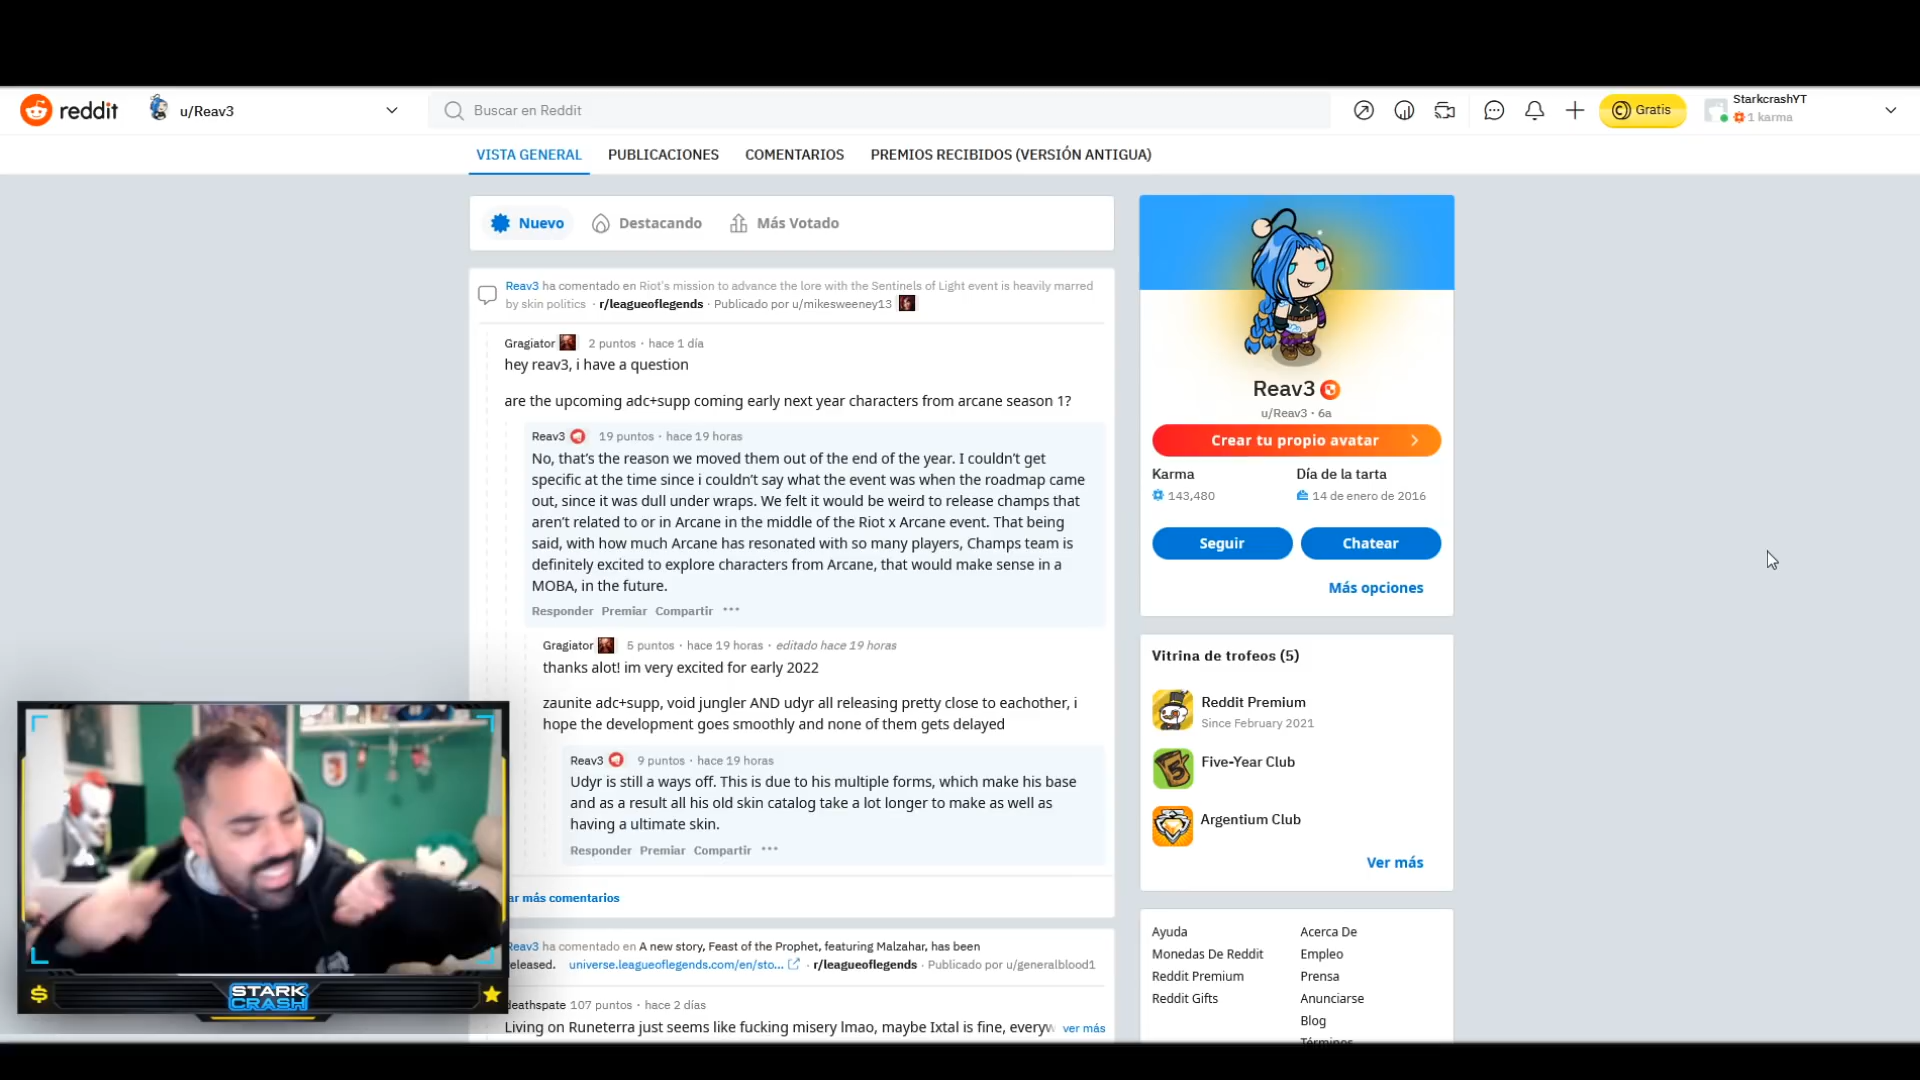 reddit
u/Reav3
Buscar en Reddit
Gratis
StarkcrashYT
1 karma
VISTA GENERAL
PUBLICACIONES
COMENTARIOS
PREMIOS RECIBIDOS (VERSIÓN ANTIGUA)
Nuevo
Destacando
Más Votado
Reav3 ha comentado en Riot's mission to advance the lore with the Sentinels of Light event is heavily marred
by skin politics · r/leagueoflegends · Publicado por u/mikesweeney13
Gragiator 2 puntos · hace 1 día
hey reav3, i have a question
are the upcoming adc+supp coming early next year characters from arcane season 1?
Reav3 19 puntos · hace 19 horas
No, that's the reason we moved them out of the end of the year. I couldn't get
specific at the time since i couldn't say what the event was when the roadmap came
out, since it was dull under wraps. We felt it would be weird to release champs that
aren't related to or in Arcane in the middle of the Riot x Arcane event. That being
said, with how much Arcane has resonated with so many players, Champs team is
definitely excited to explore characters from Arcane, that would make sense in a
MOBA, in the future.
Responder Premiar Compartir ···
Gragiator 5 puntos · hace 19 horas · editado hace 19 horas
thanks alot! im very excited for early 2022
zaunite adc+supp, void jungler AND udyr all releasing pretty close to eachother, i
hope the development goes smoothly and none of them gets delayed
Reav3 9 puntos · hace 19 horas
Udyr is still a ways off. This is due to his multiple forms, which make his base
and as a result all his old skin catalog take a lot longer to make as well as
having a ultimate skin.
Responder Premiar Compartir ···
ar más comentarios
Reav3 ha comentado en A new story, Feast of the Prophet, featuring Malzahar, has been
eleased. universe.leagueoflegends.com/en/sto... · r/leagueoflegends · Publicado por u/generalblood1
deathspate 107 puntos · hace 2 días
Living on Runeterra just seems like fucking misery lmao, maybe Ixtal is fine, everyw ver más
Reav3
u/Reav3 · 6a
Crear tu propio avatar
Karma
143,480
Día de la tarta
14 de enero de 2016
Seguir
Chatear
Más opciones
Vitrina de trofeos (5)
Reddit Premium
Since February 2021
Five-Year Club
Argentium Club
Ver más
Ayuda
Monedas De Reddit
Reddit Premium
Reddit Gifts
Acerca De
Empleo
Prensa
Anunciarse
Blog
Términos
$
STARK
CRASH